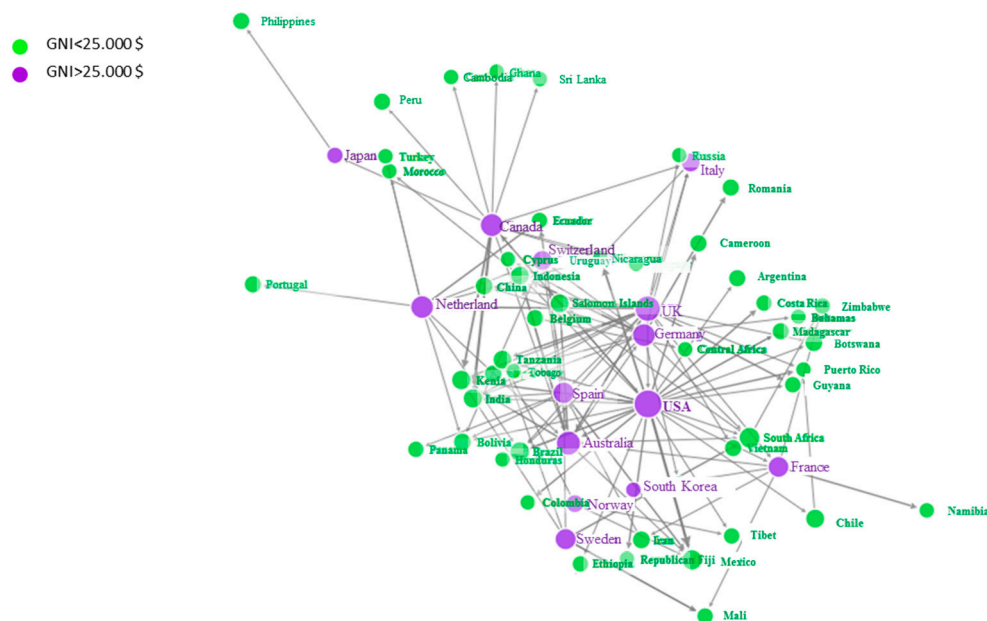 Philippines
GNI<25.000 $
GNI>25.000 $
Cambodia
Ghana
Sri Lanka
Peru
Japan
Turkey
Morocco
Russia
Italy
Romania
Canada
Ecuador
Switzerland
Cameroon
Cyprus
Uruguay
Nicaragua
Indonesia
Argentina
Portugal
China
Netherland
Salomon Islands
UK
Costa Rica
Zimbabwe
Belgium
Bahamas
Germany
Madagascar
Central Africa
Botswana
Tanzania
Tobago
Puerto Rico
Kenia
Guyana
India
Spain
USA
Panama
Bolivia
Brazil
Australia
South Africa
Vietnam
Honduras
France
South Korea
Colombia
Norway
Namibia
Chile
Sweden
Iran
Tibet
Ethiopia
Republican Fiji
Mexico
Mali